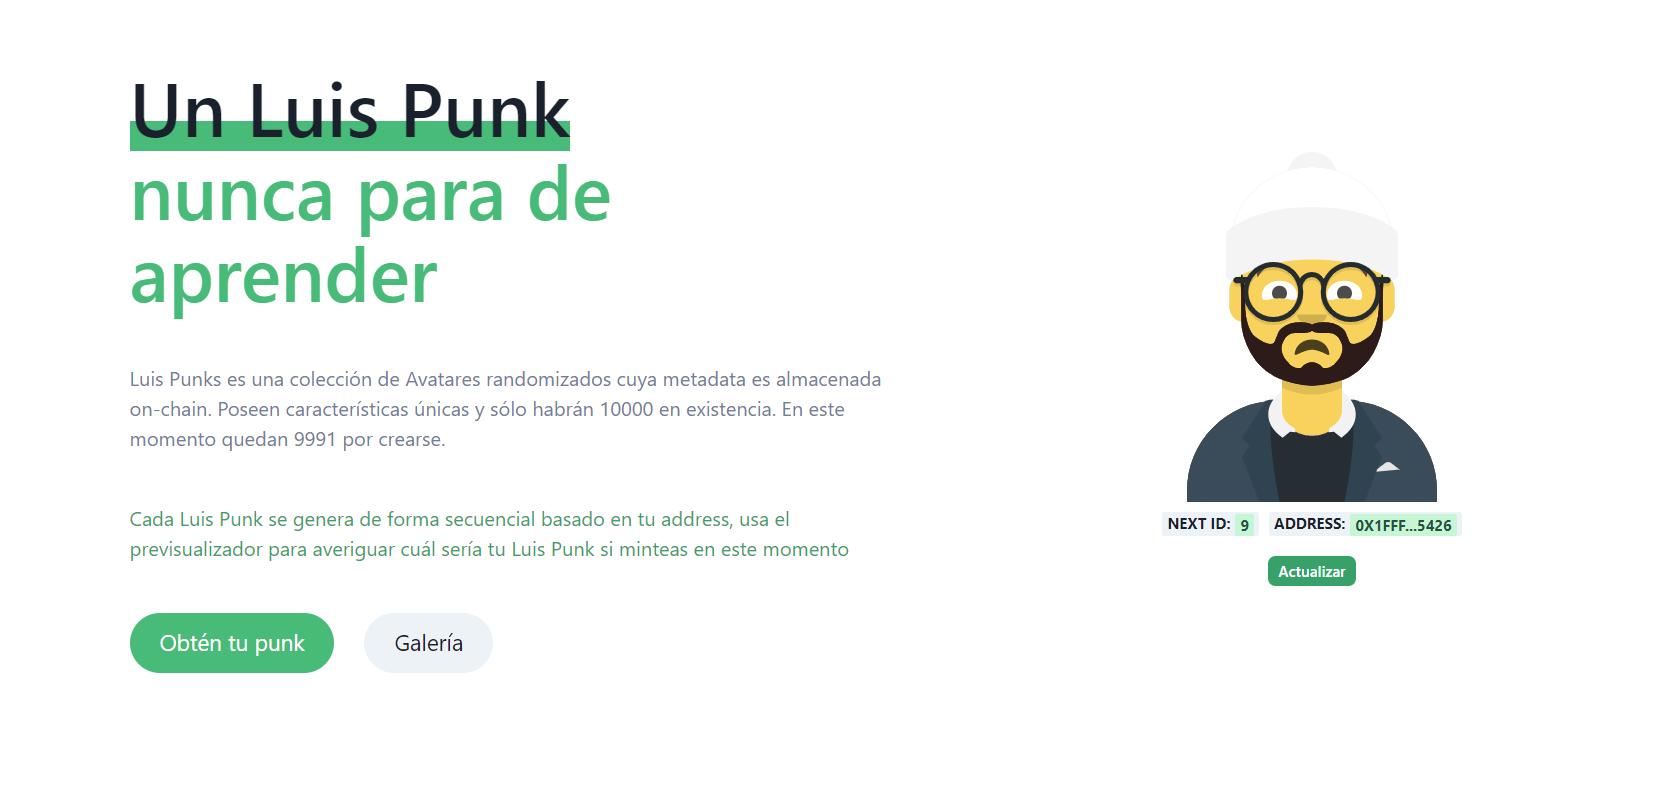 Un Luis Punk
nunca para de
aprender
Luis Punks es una colección de Avatares randomizados cuya metadata es almacenada
on-chain. Poseen características únicas y sólo habrán 10000 en existencia. En este
momento quedan 9991 por crearse.
Cada Luis Punk se genera de forma secuencial basado en tu address, usa el
previsualizador para averiguar cuál sería tu Luis Punk si minteas en este momento
Obtén tu punk
Galería
NEXT ID: 9
ADDRESS: 0X1FFF...5426
Actualizar